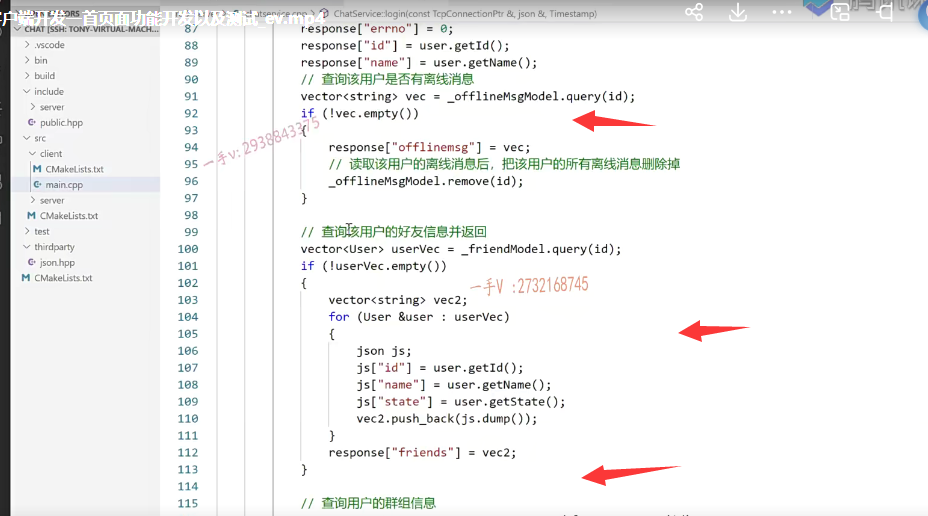 客户端开发—首页面功能开发以及测试_ev.mp4
ChatService::login(const TcpConnectionPtr &, json &, Timestamp)
CHAT [SSH: TONY-VIRTUAL-MAC...
.vscode
bin
build
include
server
public.hpp
src
client
CMakeLists.txt
main.cpp
server
CMakeLists.txt
test
thirdparty
json.hpp
CMakeLists.txt
87 response["errno"] = 0;
88 response["id"] = user.getId();
89 response["name"] = user.getName();
90 // 查询该用户是否有离线消息
91 vector<string> vec = _offlineMsgModel.query(id);
92 if (!vec.empty())
93 {
94 response["offlinemsg"] = vec;
95 // 读取该用户的离线消息后，把该用户的所有离线消息删除掉
96 _offlineMsgModel.remove(id);
97 }
98
99 // 查询该用户的好友信息并返回
100 vector<User> userVec = _friendModel.query(id);
101 if (!userVec.empty())
102 {
103 vector<string> vec2;
104 for (User &user : userVec)
105 {
106 json js;
107 js["id"] = user.getId();
108 js["name"] = user.getName();
109 js["state"] = user.getState();
110 vec2.push_back(js.dump());
111 }
112 response["friends"] = vec2;
113 }
114
115 // 查询用户的群组信息
一手v:2938843375
一手V :2732168745